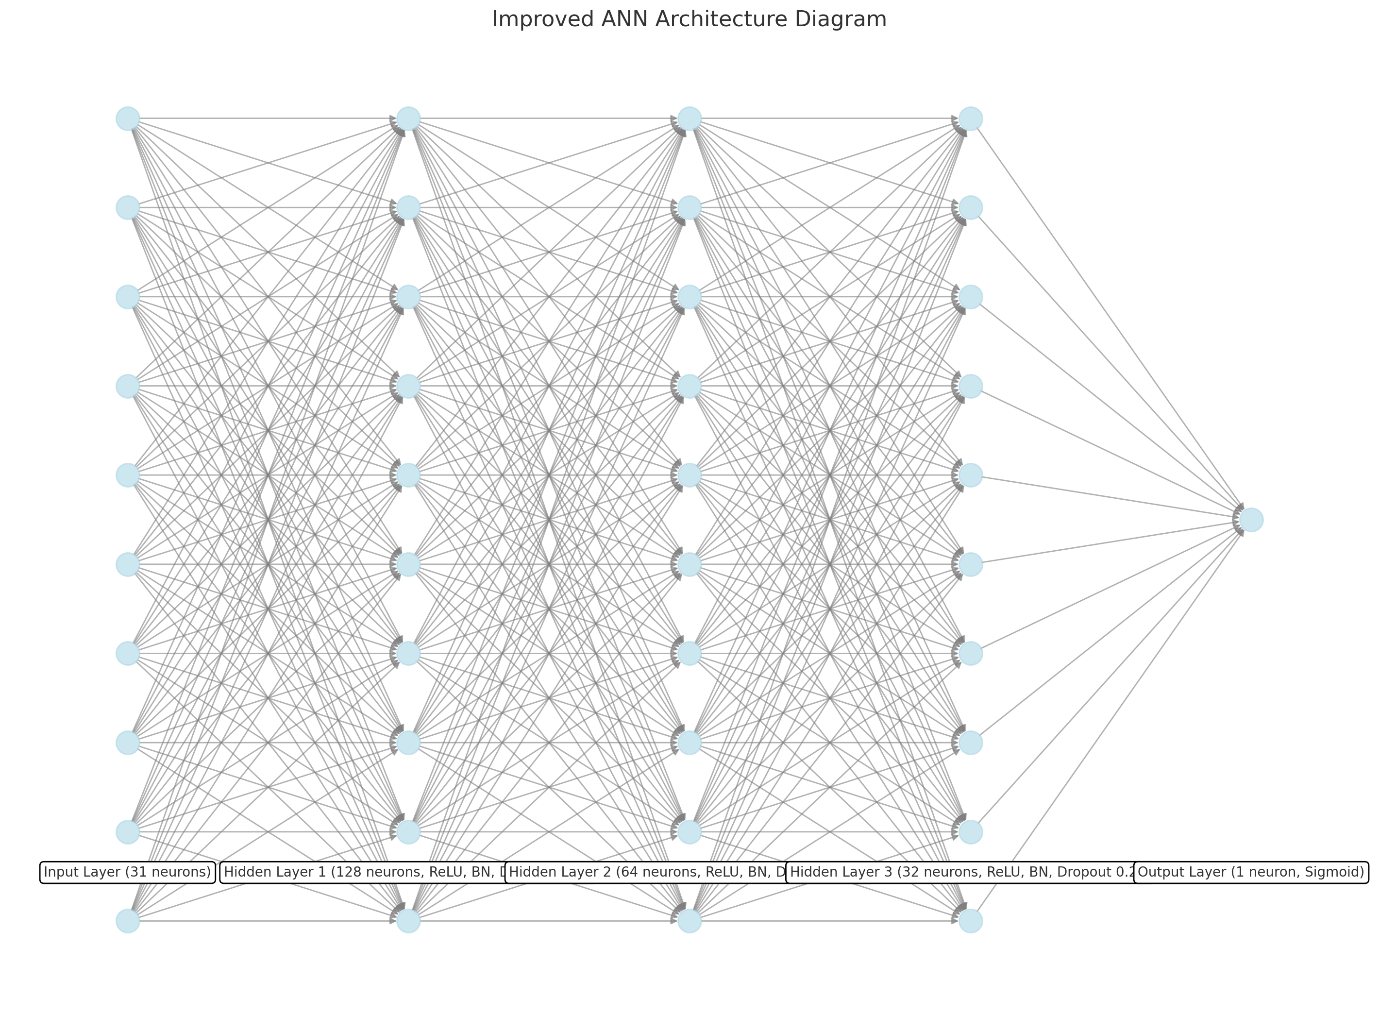 Improved ANN Architecture Diagram
Input Layer (31 neurons)
Hidden Layer 1 (128 neurons, ReLU, BN,
Hidden Layer 2 (64 neurons, ReLU, BN,
Hidden Layer 3 (32 neurons, ReLU, BN, Dropout 0.2
Output Layer (1 neuron, Sigmoid)